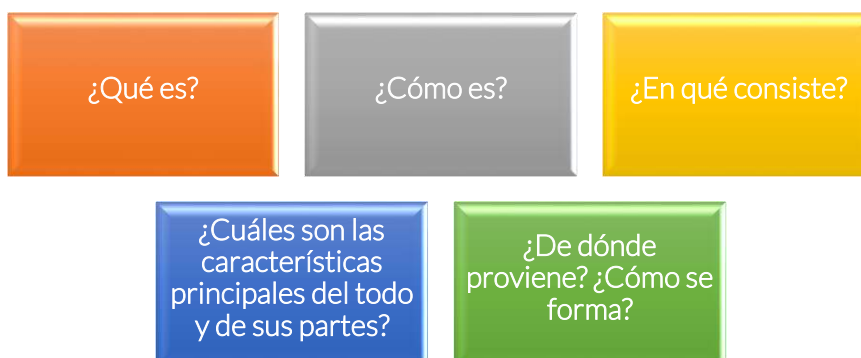 ¿Qué es?
¿Cómo es?
¿En qué consiste?
¿Cuáles son las
características
principales del todo
y de sus partes?
¿De dónde
proviene? ¿Cómo se
forma?